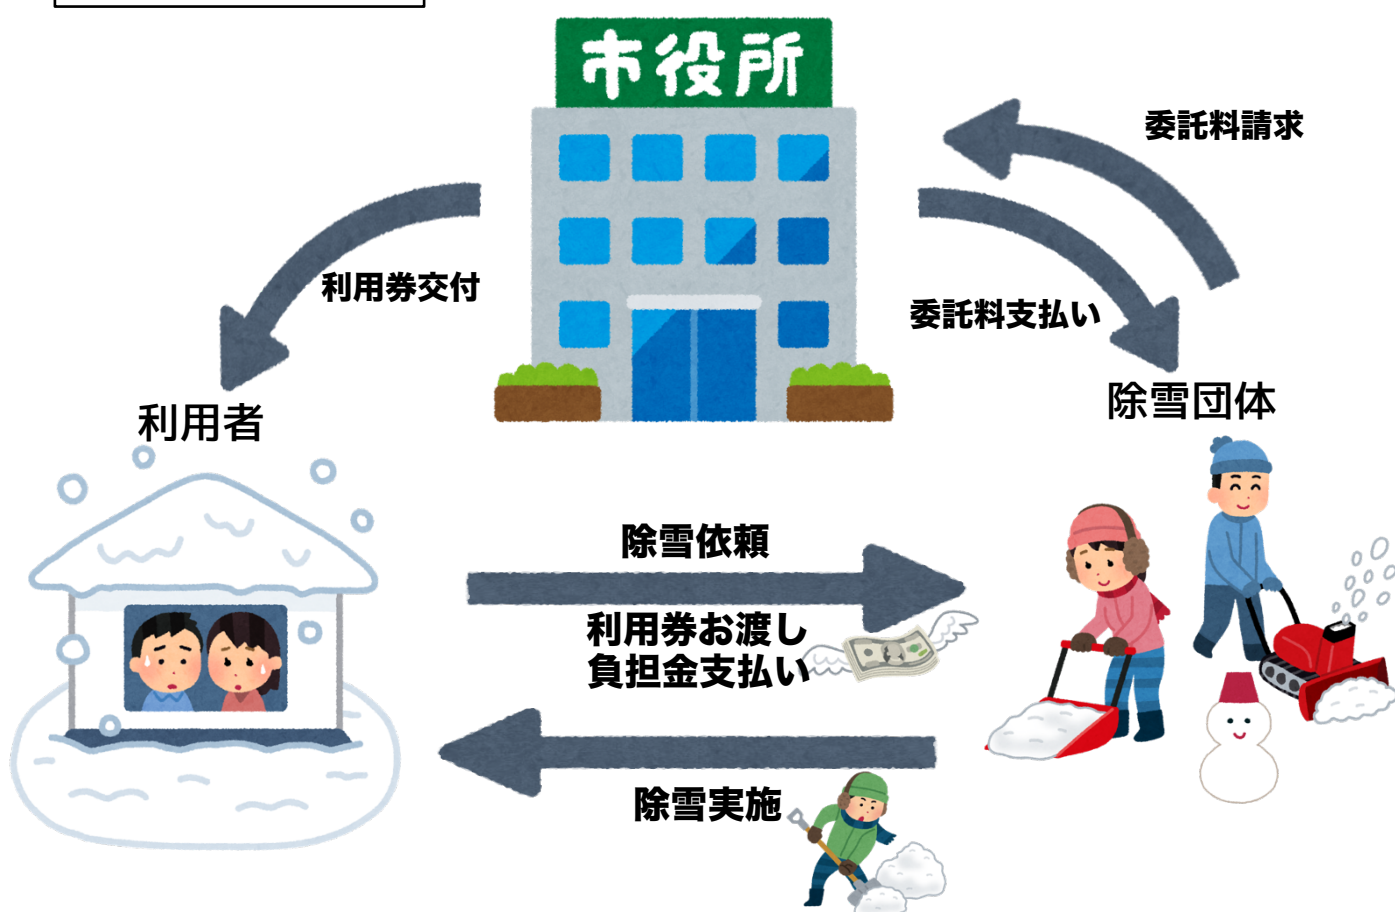 市役所
委託料請求
利用券交付
委託料支払い
除雪団体
利用者
除雪依頼
利用券お渡し
負担金支払い
除雪実施